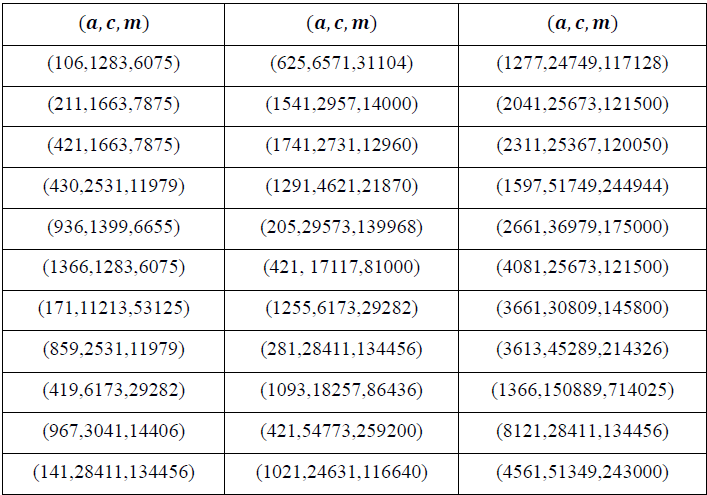 (a, c, m) (a, c, m) (a, c, m)
(106,1283,6075) (625,6571,31104) (1277,24749,117128)
(211,1663,7875) (1541,2957,14000) (2041,25673,121500)
(421,1663,7875) (1741,2731,12960) (2311,25367,120050)
(430,2531,11979) (1291,4621,21870) (1597,51749,244944)
(936,1399,6655) (205,29573,139968) (2661,36979,175000)
(1366,1283,6075) (421, 17117,81000) (4081,25673,121500)
(171,11213,53125) (1255,6173,29282) (3661,30809,145800)
(859,2531,11979) (281,28411,134456) (3613,45289,214326)
(419,6173,29282) (1093,18257,86436) (1366,150889,714025)
(967,3041,14406) (421,54773,259200) (8121,28411,134456)
(141,28411,134456) (1021,24631,116640) (4561,51349,243000)